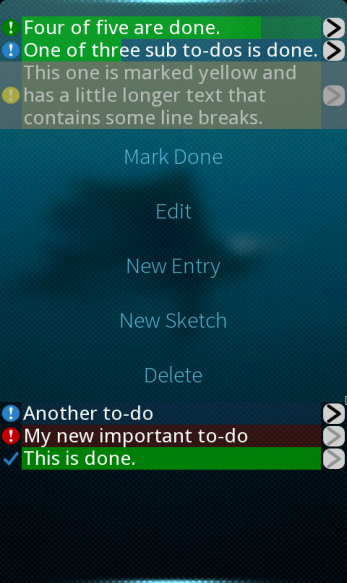 Four of five are done.
One of three sub to-dos is done.
This one is marked yellow and
has a little longer text that
contains some line breaks.
Mark Done
Edit
New Entry
New Sketch
Delete
Another to-do
My new important to-do
This is done.